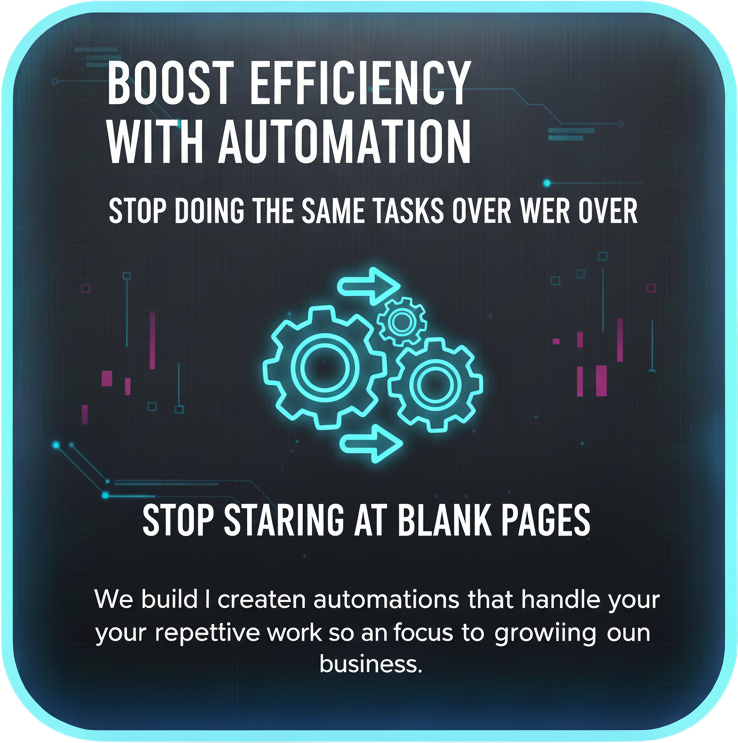 BOOST EFFICIENCY
WITH AUTOMATION
STOP DOING THE SAME TASKS OVER WER OVER
STOP STARING AT BLANK PAGES
We build I createn automations that handle your
your repettive work so an focus to growiing oun
business.